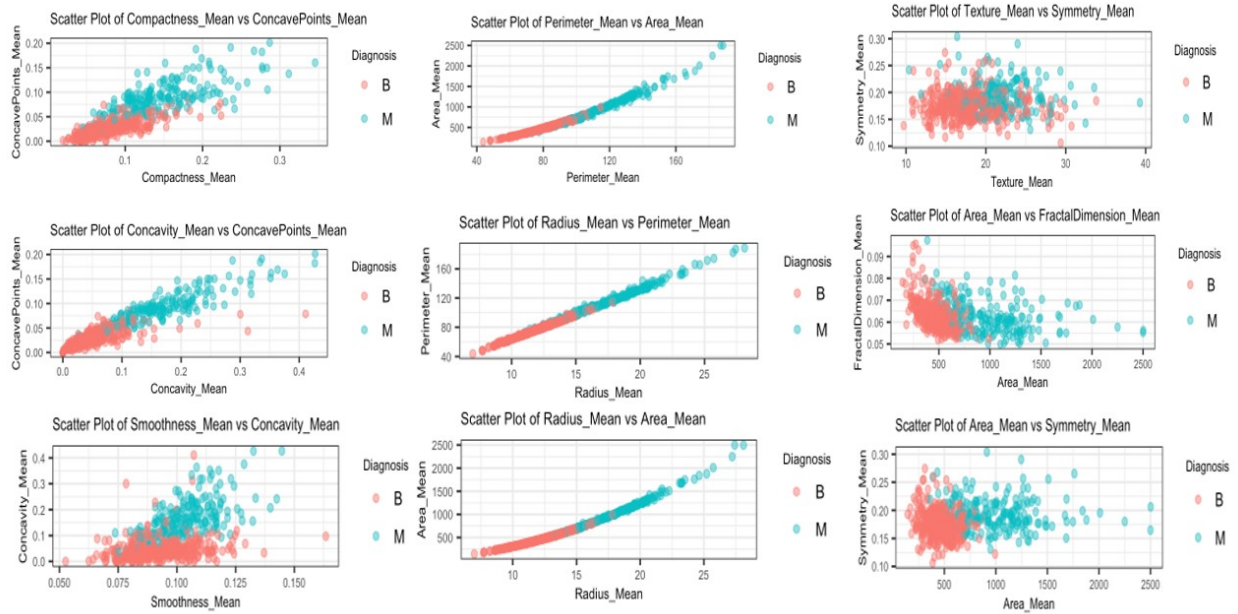 Scatter Plot of Compactness_Mean vs ConcavePoints_Mean
ConcavePoints_Mean
0.20
0.15
0.10
0.05
0.00
0.1 0.2 0.3
Compactness_Mean
Diagnosis
B
M
Scatter Plot of Perimeter_Mean vs Area_Mean
Area_Mean
2500
2000
1500
1000
500
40 80 120 160
Perimeter_Mean
Diagnosis
B
M
Scatter Plot of Texture_Mean vs Symmetry_Mean
Symmetry_Mean
0.30
0.25
0.20
0.15
0.10
10 20 30 40
Texture_Mean
Diagnosis
B
M
Scatter Plot of Concavity_Mean vs ConcavePoints_Mean
ConcavePoints_Mean
0.20
0.15
0.10
0.05
0.00
0.0 0.1 0.2 0.3 0.4
Concavity_Mean
Diagnosis
B
M
Scatter Plot of Radius_Mean vs Perimeter_Mean
Perimeter_Mean
160
120
80
40
10 15 20 25
Radius_Mean
Diagnosis
B
M
Scatter Plot of Area_Mean vs FractalDimension_Mean
FractalDimension_Mean
0.09
0.08
0.07
0.06
0.05
500 1000 1500 2000 2500
Area_Mean
Diagnosis
B
M
Scatter Plot of Smoothness_Mean vs Concavity_Mean
Concavity_Mean
0.4
0.3
0.2
0.1
0.0
0.050 0.075 0.100 0.125 0.150
Smoothness_Mean
Diagnosis
B
M
Scatter Plot of Radius_Mean vs Area_Mean
Area_Mean
2500
2000
1500
1000
500
10 15 20 25
Radius_Mean
Diagnosis
B
M
Scatter Plot of Area_Mean vs Symmetry_Mean
Symmetry_Mean
0.30
0.25
0.20
0.15
0.10
500 1000 1500 2000 2500
Area_Mean
Diagnosis
B
M